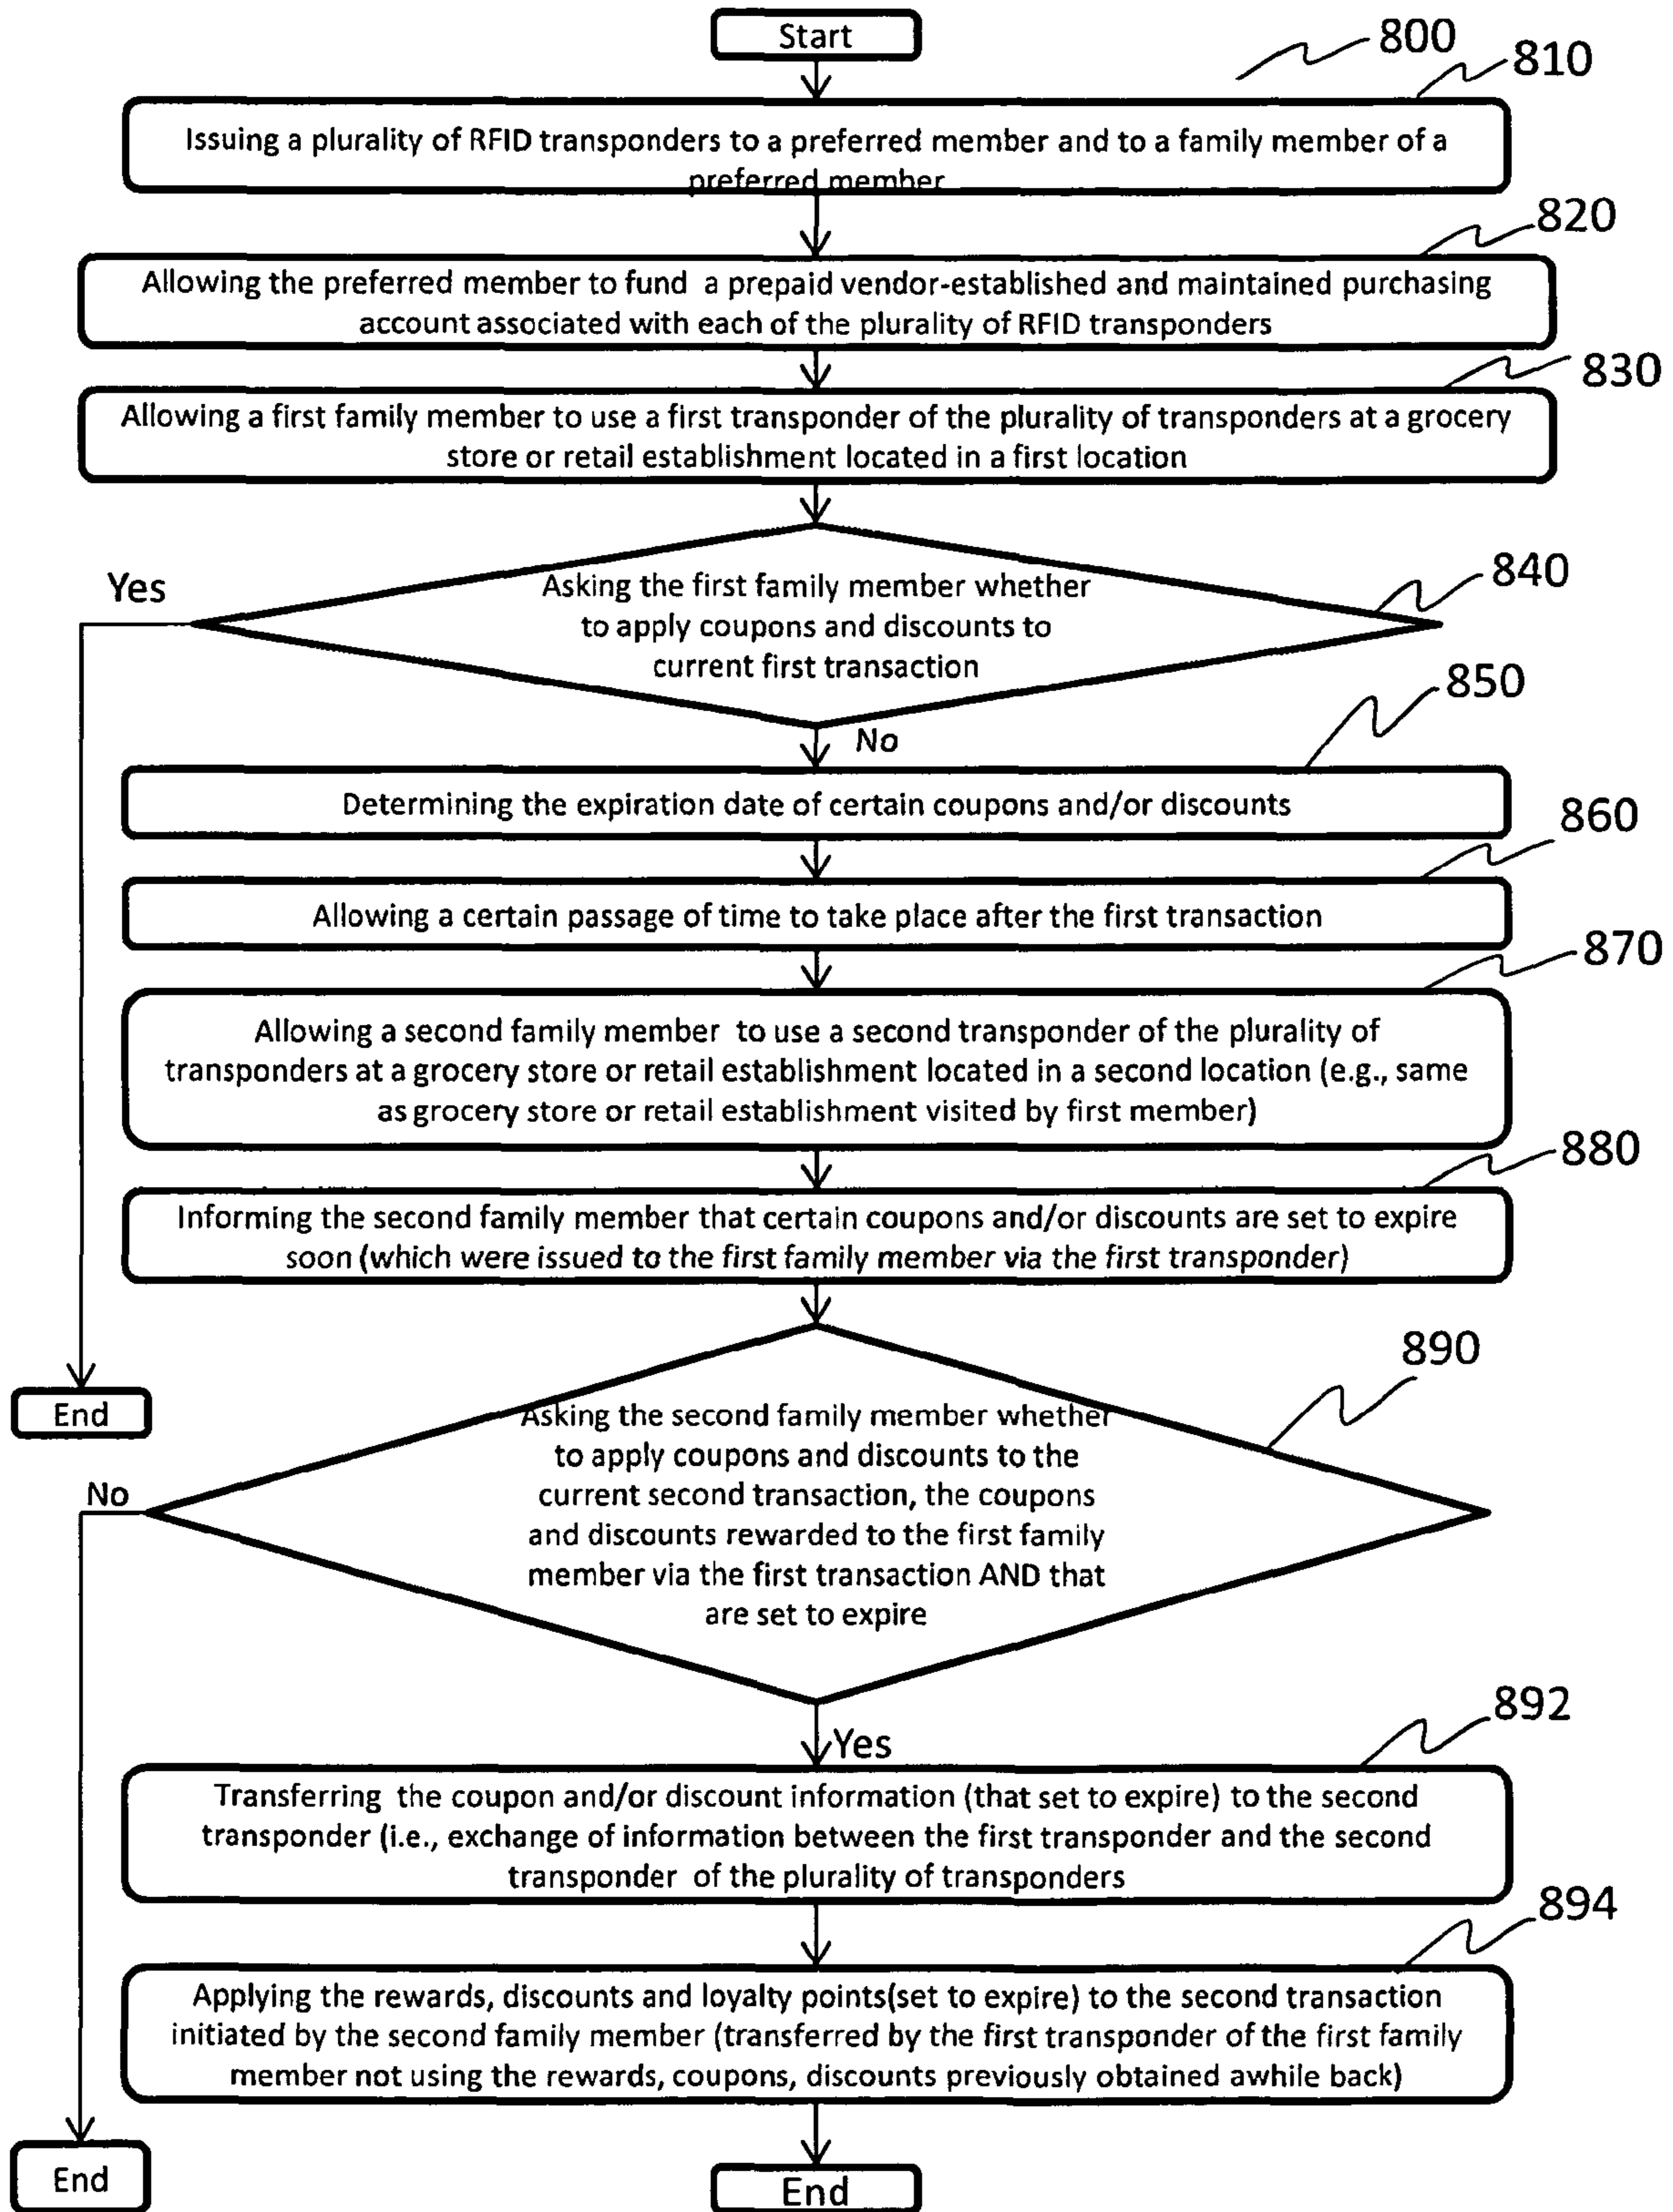 Start
800
810
Issuing a plurality of RFID transponders to a preferred member and to a family member of a
preferred member
820
Allowing the preferred member to fund a prepaid vendor-established and maintained purchasing
account associated with each of the plurality of RFID transponders
830
Allowing a first family member to use a first transponder of the plurality of transponders at a grocery
store or retail establishment located in a first location
840
Yes
Asking the first family member whether
to apply coupons and discounts to
current first transaction
850
No
Determining the expiration date of certain coupons and/or discounts
860
Allowing a certain passage of time to take place after the first transaction
870
Allowing a second family member to use a second transponder of the plurality of
transponders at a grocery store or retail establishment located in a second location (e.g., same
as grocery store or retail establishment visited by first member)
880
Informing the second family member that certain coupons and/or discounts are set to expire
soon (which were issued to the first family member via the first transponder)
890
End
Asking the second family member whether
to apply coupons and discounts to the
current second transaction, the coupons
and discounts rewarded to the first family
member via the first transaction AND that
are set to expire
No
892
Yes
Transferring the coupon and/or discount information (that set to expire) to the second
transponder (i.e., exchange of information between the first transponder and the second
transponder of the plurality of transponders
894
Applying the rewards, discounts and loyalty points(set to expire) to the second transaction
initiated by the second family member (transferred by the first transponder of the first family
member not using the rewards, coupons, discounts previously obtained awhile back)
End
End